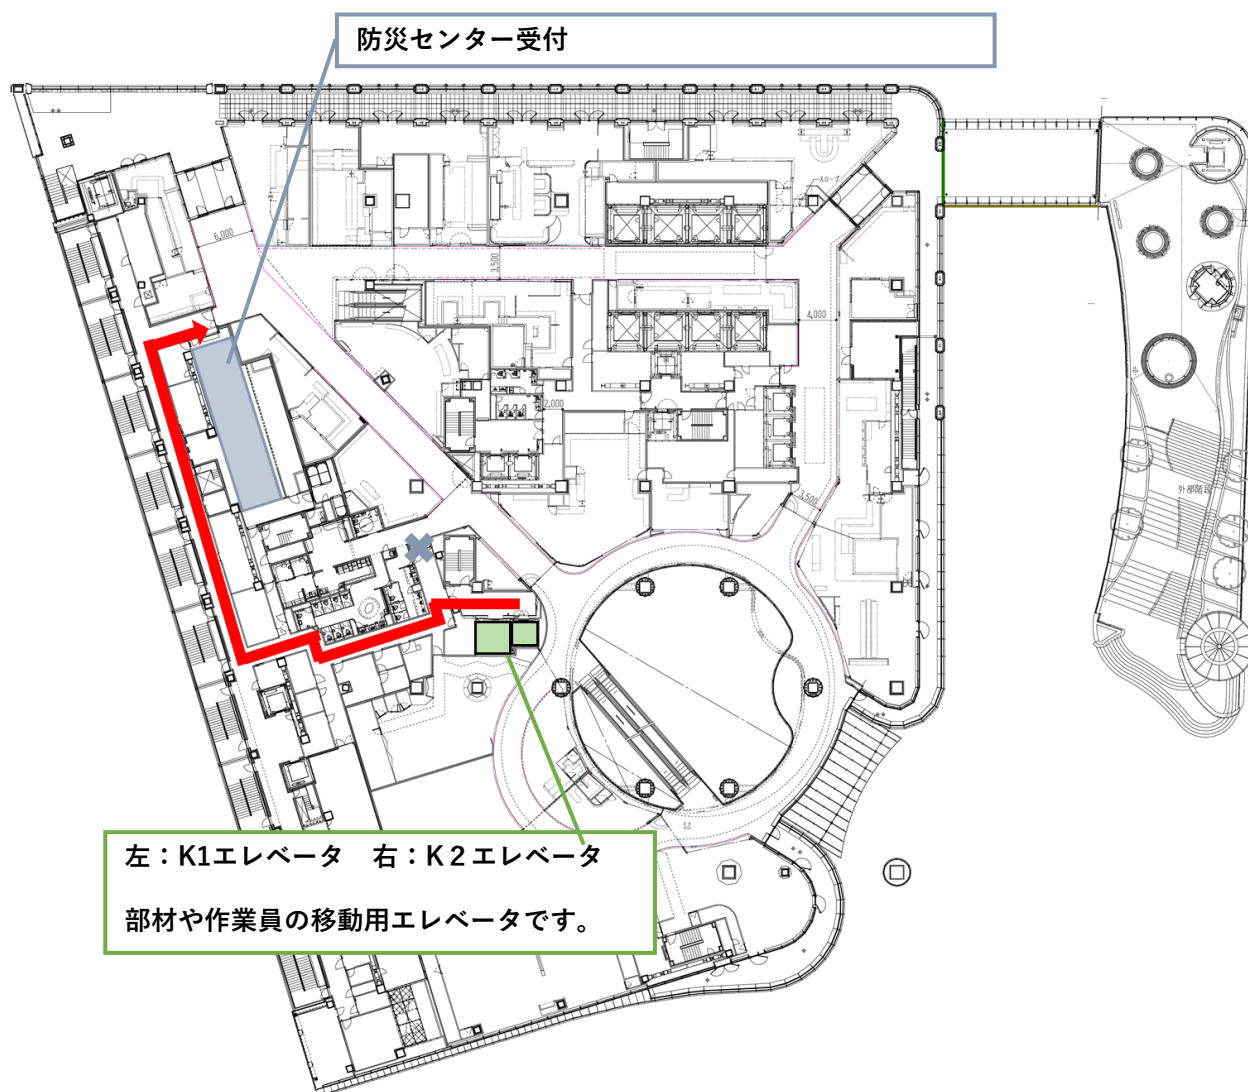 防災センター受付
スロープ
6,000
3,500
4,000
2,000
3,500
外部階段
左：K1エレベータ　右：K２エレベータ
部材や作業員の移動用エレベータです。